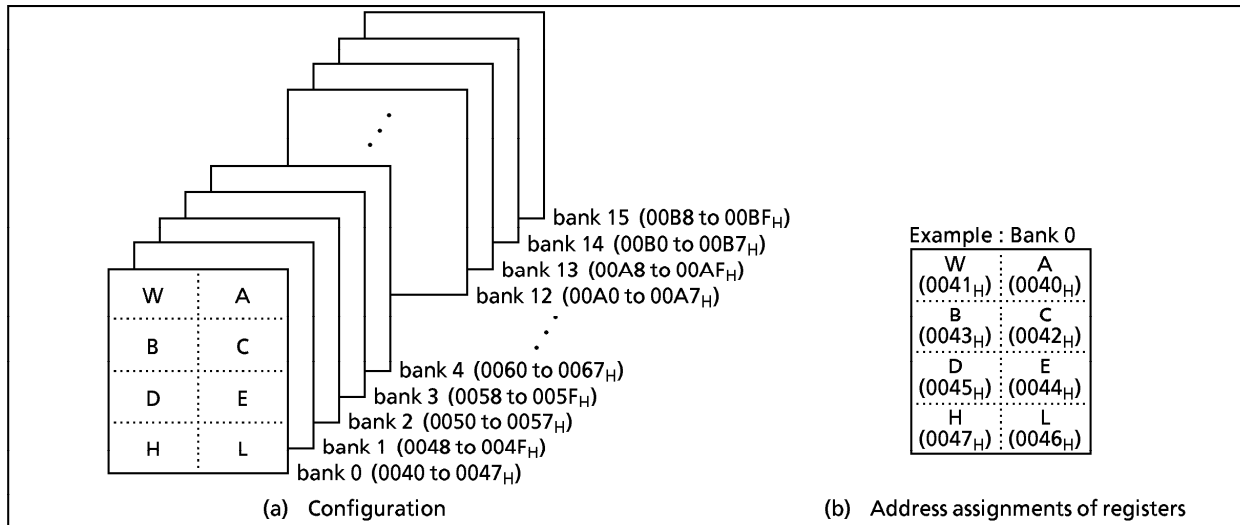 bank 15 (00B8 to 00BFH)
bank 14 (00B0 to 00B7H)
bank 13 (00A8 to 00AFH)
bank 12 (00A0 to 00A7H)
bank 4 (0060 to 0067H)
bank 3 (0058 to 005FH)
bank 2 (0050 to 0057H)
bank 1 (0048 to 004FH)
bank 0 (0040 to 0047H)
W A
B C
D E
H L
(a) Configuration
Example : Bank 0
W A
(0041H) (0040H)
B C
(0043H) (0042H)
D E
(0045H) (0044H)
H L
(0047H) (0046H)
(b) Address assignments of registers